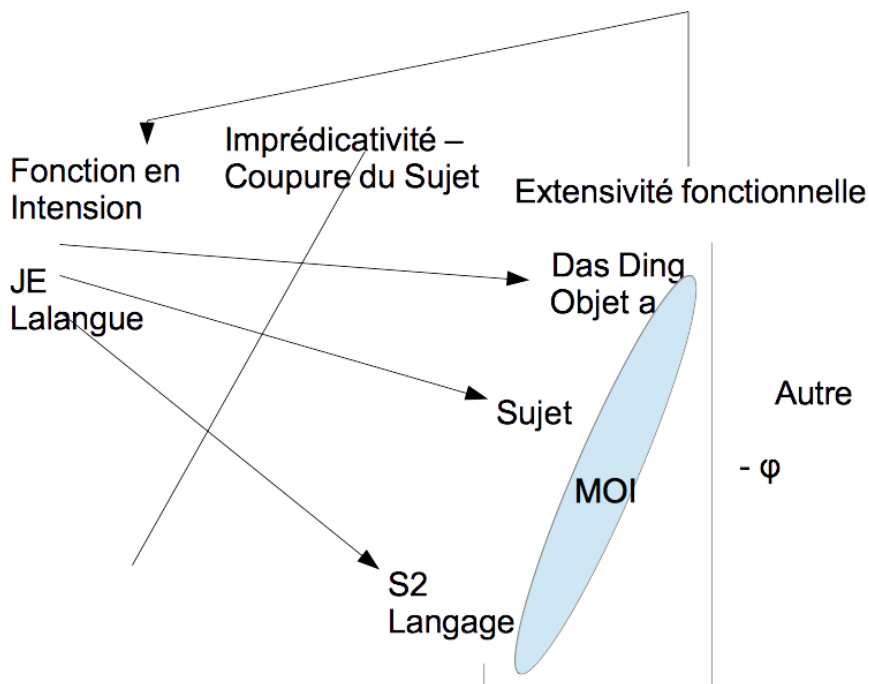 Imprédicativité –
Coupure du Sujet
Fonction en
Intension
Extensivité fonctionnelle
JE
Lalangue
Das Ding
Objet a
Sujet
Autre
MOI
- φ
S2
Langage